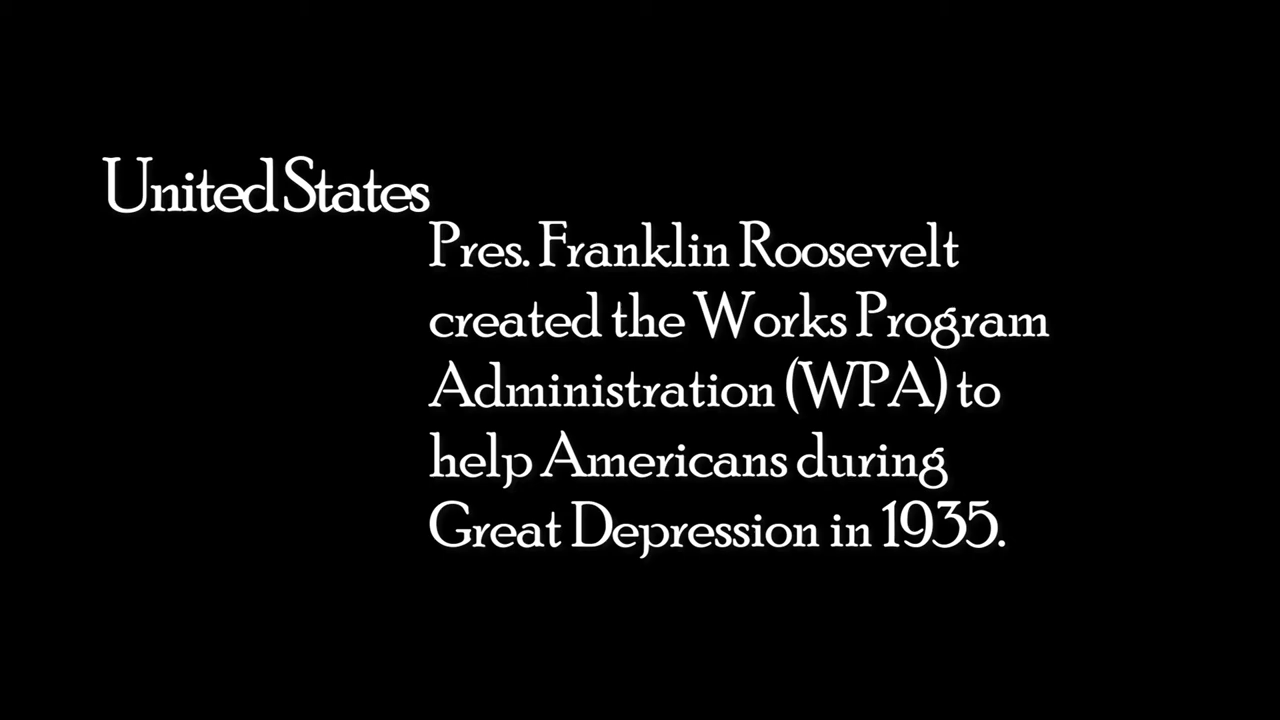 United States
Pres. Franklin Roosevelt
created the Works Program
Administration (WPA) to
help Americans during
Great Depression in 1935.